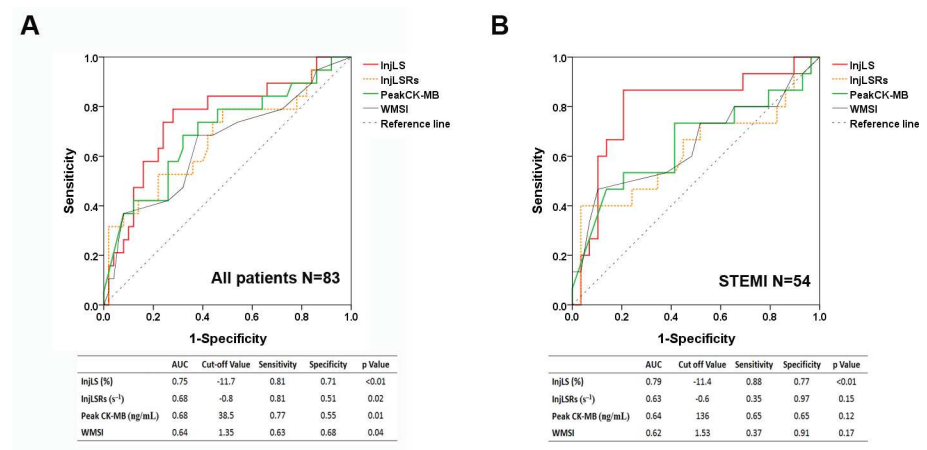 A
1.0
0.8
0.6
0.4
0.2
0.0
Sensitivity
0.0 0.2 0.4 0.6 0.8 1.0
1-Specificity
InjLS
InjLSRs
PeakCK-MB
WMSI
Reference line
All patients N=83
AUC Cut-off Value Sensitivity Specificity p Value
InjLS (%) 0.75 -11.7 0.81 0.71 <0.01
InjLSRs (s⁻¹) 0.68 -0.8 0.81 0.51 0.02
Peak CK-MB (ng/mL) 0.68 38.5 0.77 0.55 0.01
WMSI 0.64 1.35 0.63 0.68 0.04
B
1.0
0.8
0.6
0.4
0.2
0.0
Sensitivity
0.0 0.2 0.4 0.6 0.8 1.0
1-Specificity
InjLS
InjLSRs
PeakCK-MB
WMSI
Reference line
STEMI N=54
AUC Cut off Value Sensitivity Specificity p Value
InjLS (%) 0.79 -11.4 0.88 0.77 <0.01
InjLSRs (s⁻¹) 0.63 -0.6 0.35 0.97 0.15
Peak CK-MB (ng/mL) 0.64 136 0.65 0.65 0.12
WMSI 0.62 1.53 0.37 0.91 0.17